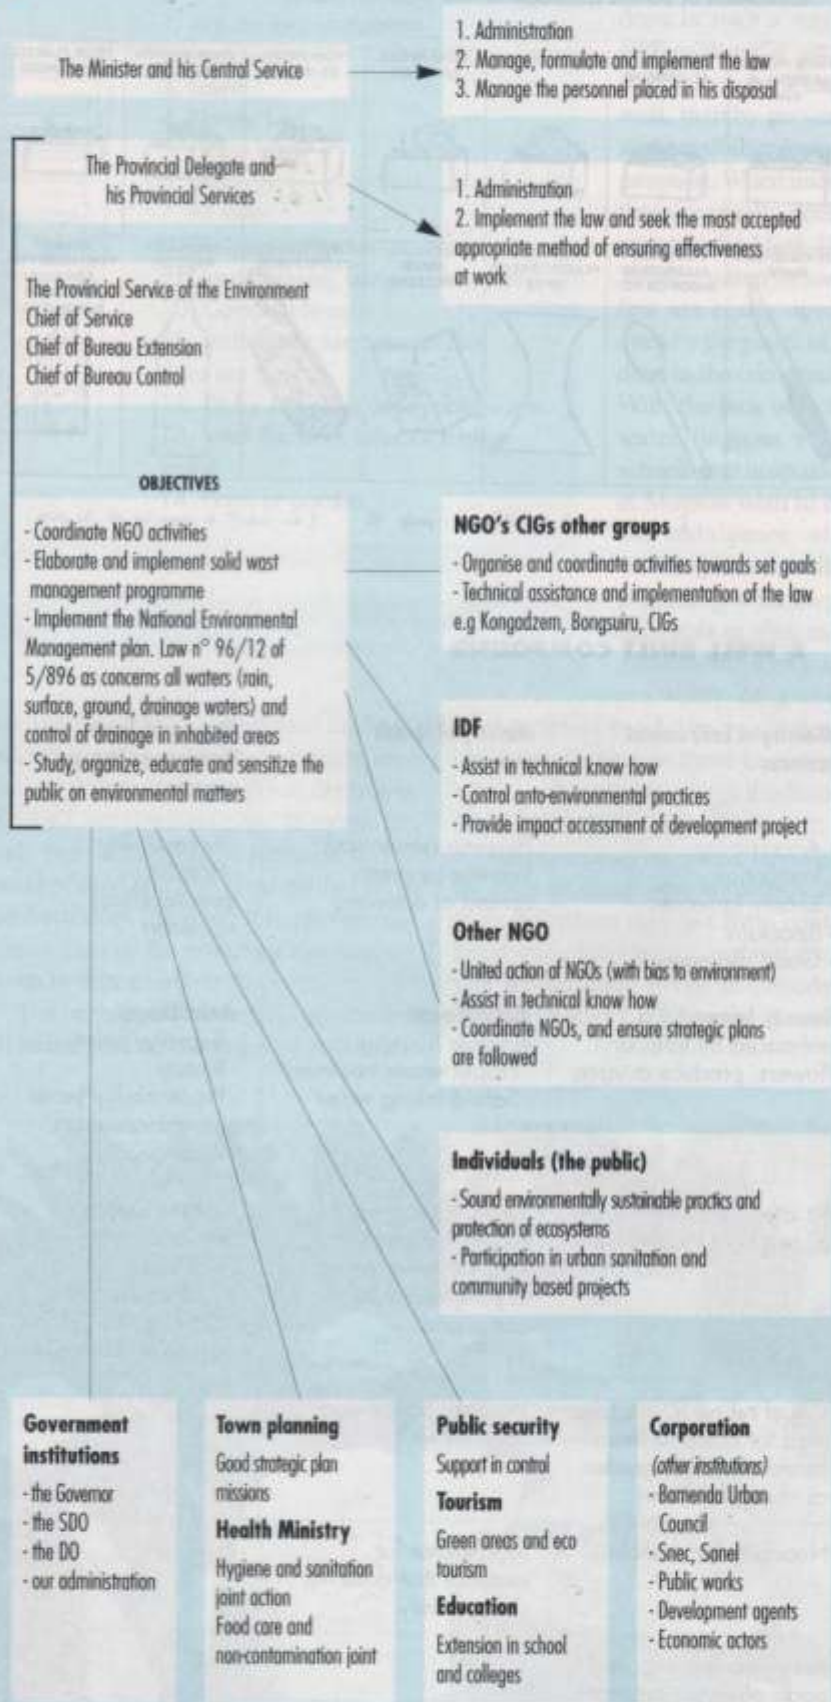 The Minister and his Central Service
1. Administration
2. Manage, formulate and implement the law
3. Manage the personnel placed in his disposal
The Provincial Delegate and
his Provincial Services
1. Administration
2. Implement the law and seek the most accepted
appropriate method of ensuring effectiveness
at work
The Provincial Service of the Environment
Chief of Service
Chief of Bureau Extension
Chief of Bureau Control
OBJECTIVES
- Coordinate NGO activities
- Elaborate and implement solid wast
management programme
- Implement the National Environmental
Management plan. Law n° 96/12 of
5/896 as concerns all waters (rain,
surface, ground, drainage waters) and
control of drainage in inhabited areas
- Study, organize, educate and sensitize the
public on environmental matters
NGO's CIGs other groups
- Organise and coordinate activities towards set goals
- Technical assistance and implementation of the law
e.g Kongadzem, Bongsuiru, CIGs
IDF
- Assist in technical know how
- Control anto-environmental practices
- Provide impact accessment of development project
Other NGO
- United action of NGOs (with bias to environment)
- Assist in technical know how
- Coordinate NGOs, and ensure strategic plans
are followed
Individuals (the public)
- Sound environmentally sustainable practics and
protection of ecosystems
- Participation in urban sanitation and
community based projects
Government
institutions
- the Governor
- the SDO
- the DO
- our administration
Town planning
Good strategic plan
missions
Health Ministry
Hygiene and sanitation
joint action
Food care and
non-contamination joint
Public security
Support in control
Tourism
Green areas and eco
tourism
Education
Extension in school
and colleges
Corporation
(other institutions)
- Bamenda Urban
Council
- Snec, Sanel
- Public works
- Development agents
- Economic actors